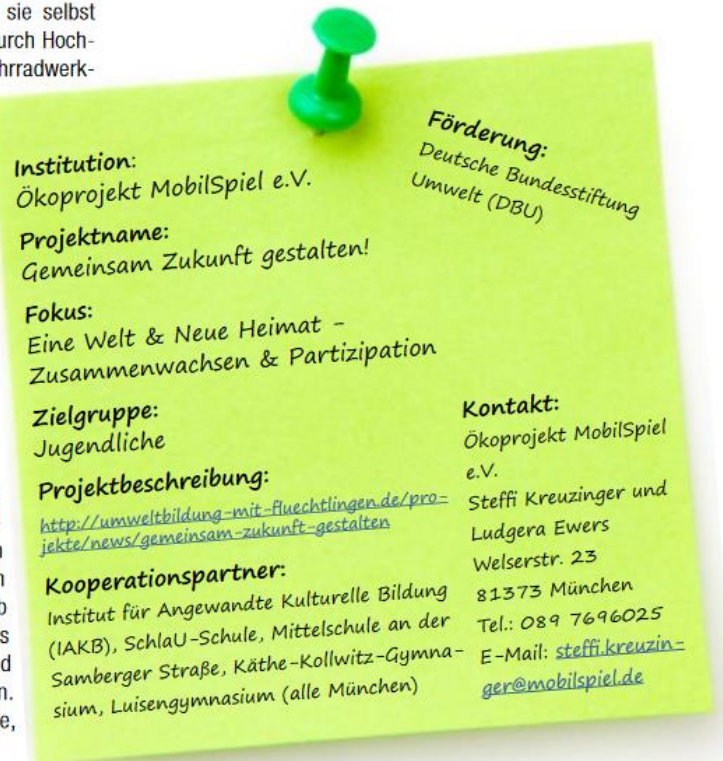 sie selbst
urch Hoch-
hrradwerk-
Institution:
Ökoprojekt MobilSpiel e.V.
Projektname:
Gemeinsam Zukunft gestalten!
Fokus:
Eine Welt & Neue Heimat -
Zusammenwachsen & Partizipation
Zielgruppe:
Jugendliche
Projektbeschreibung:
http://umweltbildung-mit-fluechtlingen.de/pro-
jekte/news/gemeinsam-zukunft-gestalten
Kooperationspartner:
Institut für Angewandte Kulturelle Bildung
(IAKB), SchlaU-Schule, Mittelschule an der
Samberger Straße, Käthe-Kollwitz-Gymna-
sium, Luisengymnasium (alle München)
Förderung:
Deutsche Bundesstiftung
Umwelt (DBU)
Kontakt:
Ökoprojekt MobilSpiel
e.V.
Steffi Kreuzinger und
Ludgera Ewers
Welserstr. 23
81373 München
Tel.: 089 7696025
E-Mail: steffi.kreuzin-
ger@mobilspiel.de